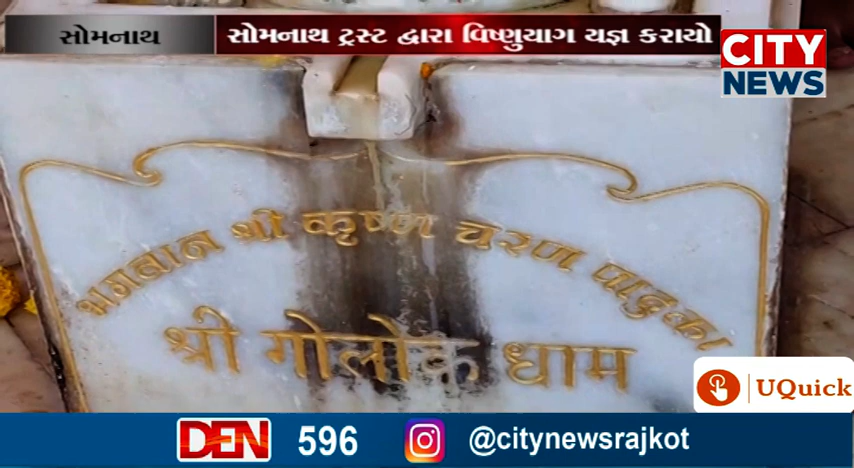 સોમનાથ
સોમનાથ ટ્રસ્ટ દ્વારા વિષ્ણુયાગ યજ્ઞ કરાયો
CITY
NEWS
भगवान श्री कृष्ण चरण पादुका
श्री गोलोक धाम
UQuick
DEN 596 @citynewsrajkot